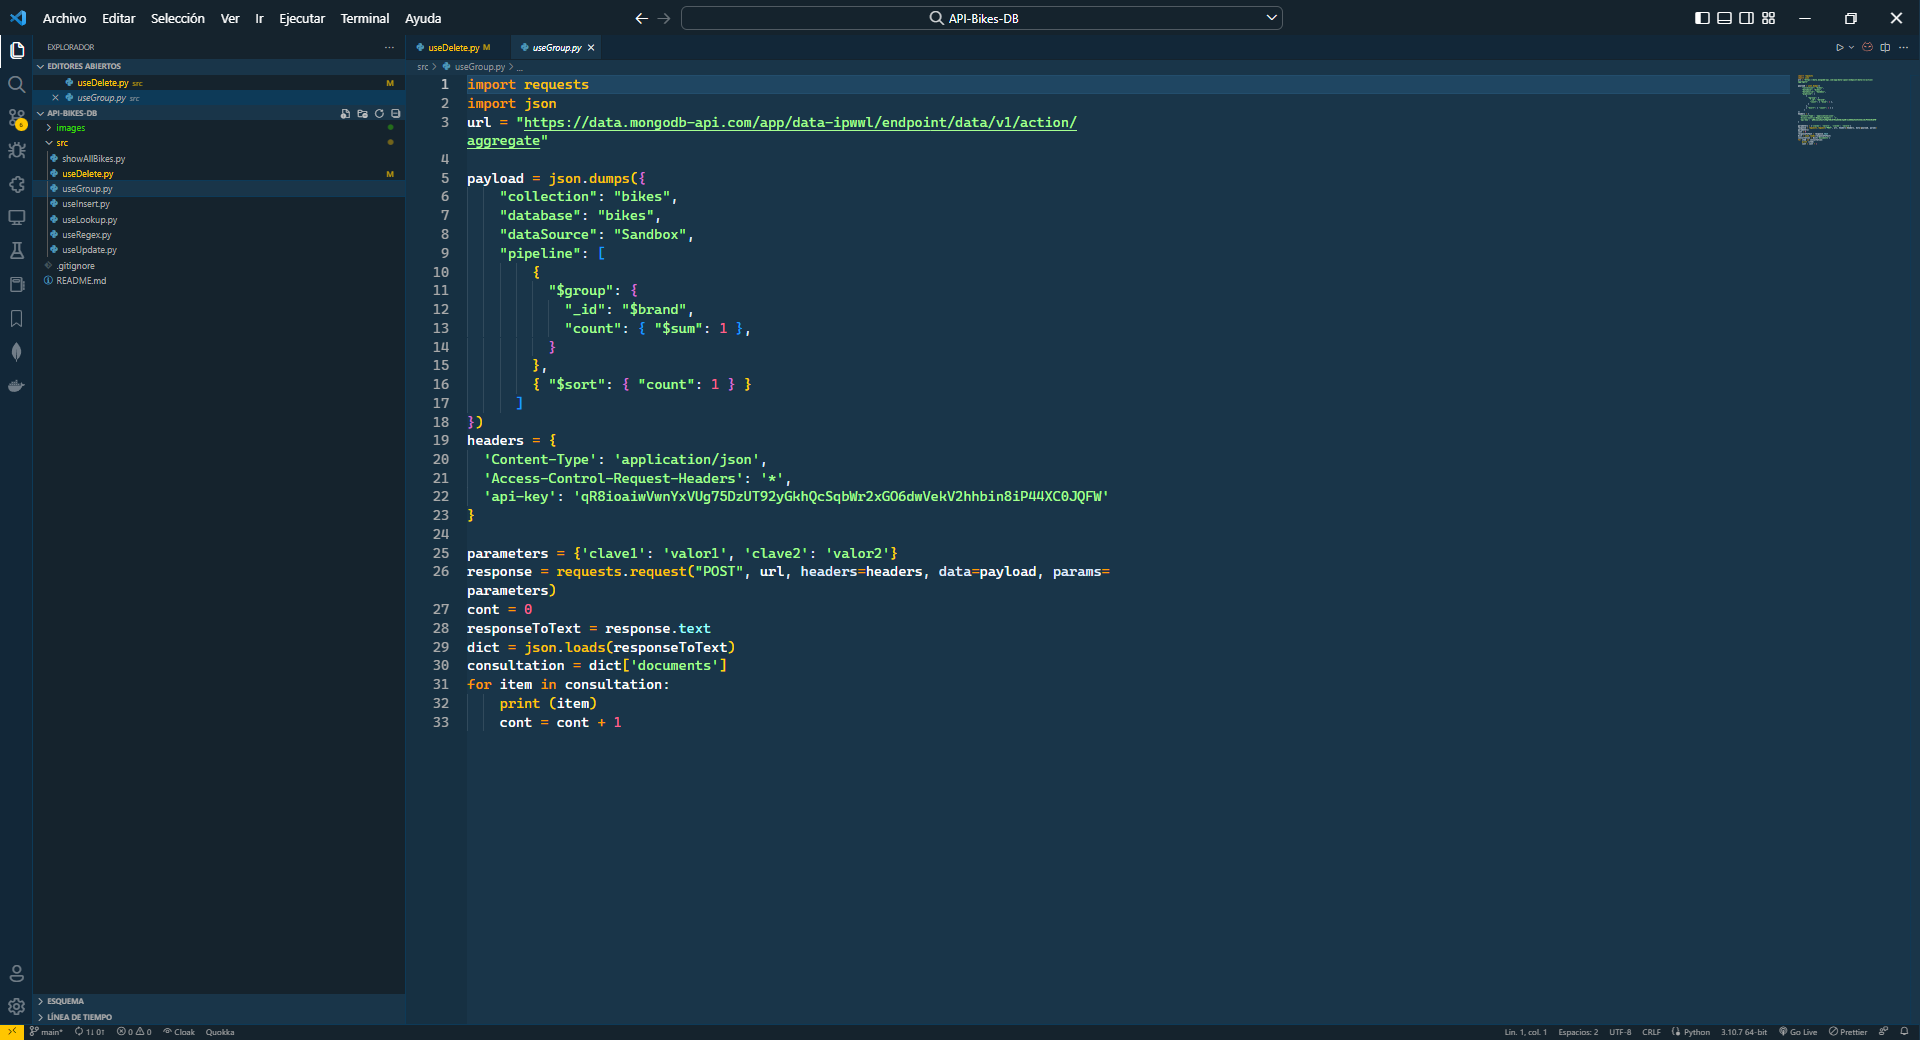 Archivo Editar Selección Ver Ir Ejecutar Terminal Ayuda
API-Bikes-DB
EXPLORADOR
EDITORES ABIERTOS
useDelete.py src M
useGroup.py src
API-BIKES-DB
images
src
showAllBikes.py
useDelete.py M
useGroup.py
useInsert.py
useLookup.py
useRegex.py
useUpdate.py
.gitignore
README.md
ESQUEMA
LÍNEA DE TIEMPO
useDelete.py M useGroup.py
src > useGroup.py > ...
1 import requests
2 import json
3 url = "https://data.mongodb-api.com/app/data-ipwwl/endpoint/data/v1/action/
aggregate"
4
5 payload = json.dumps({
6 "collection": "bikes",
7 "database": "bikes",
8 "dataSource": "Sandbox",
9 "pipeline": [
10 {
11 "$group": {
12 "_id": "$brand",
13 "count": { "$sum": 1 },
14 }
15 },
16 { "$sort": { "count": 1 } }
17 ]
18 })
19 headers = {
20 'Content-Type': 'application/json',
21 'Access-Control-Request-Headers': '*',
22 'api-key': 'qR8ioaiwVwnYxVUg75DzUT92yGkhQcSqbWr2xGO6dwVekV2hhbin8iP44XC0JQFW'
23 }
24
25 parameters = {'clave1': 'valor1', 'clave2': 'valor2'}
26 response = requests.request("POST", url, headers=headers, data=payload, params=
parameters)
27 cont = 0
28 responseToText = response.text
29 dict = json.loads(responseToText)
30 consultation = dict['documents']
31 for item in consultation:
32 print (item)
33 cont = cont + 1
main* 1↓ 0↑ 0 0 Cloak Quokka
Lín. 1, col. 1 Espacios: 2 UTF-8 CRLF Python 3.10.7 64-bit Go Live Prettier